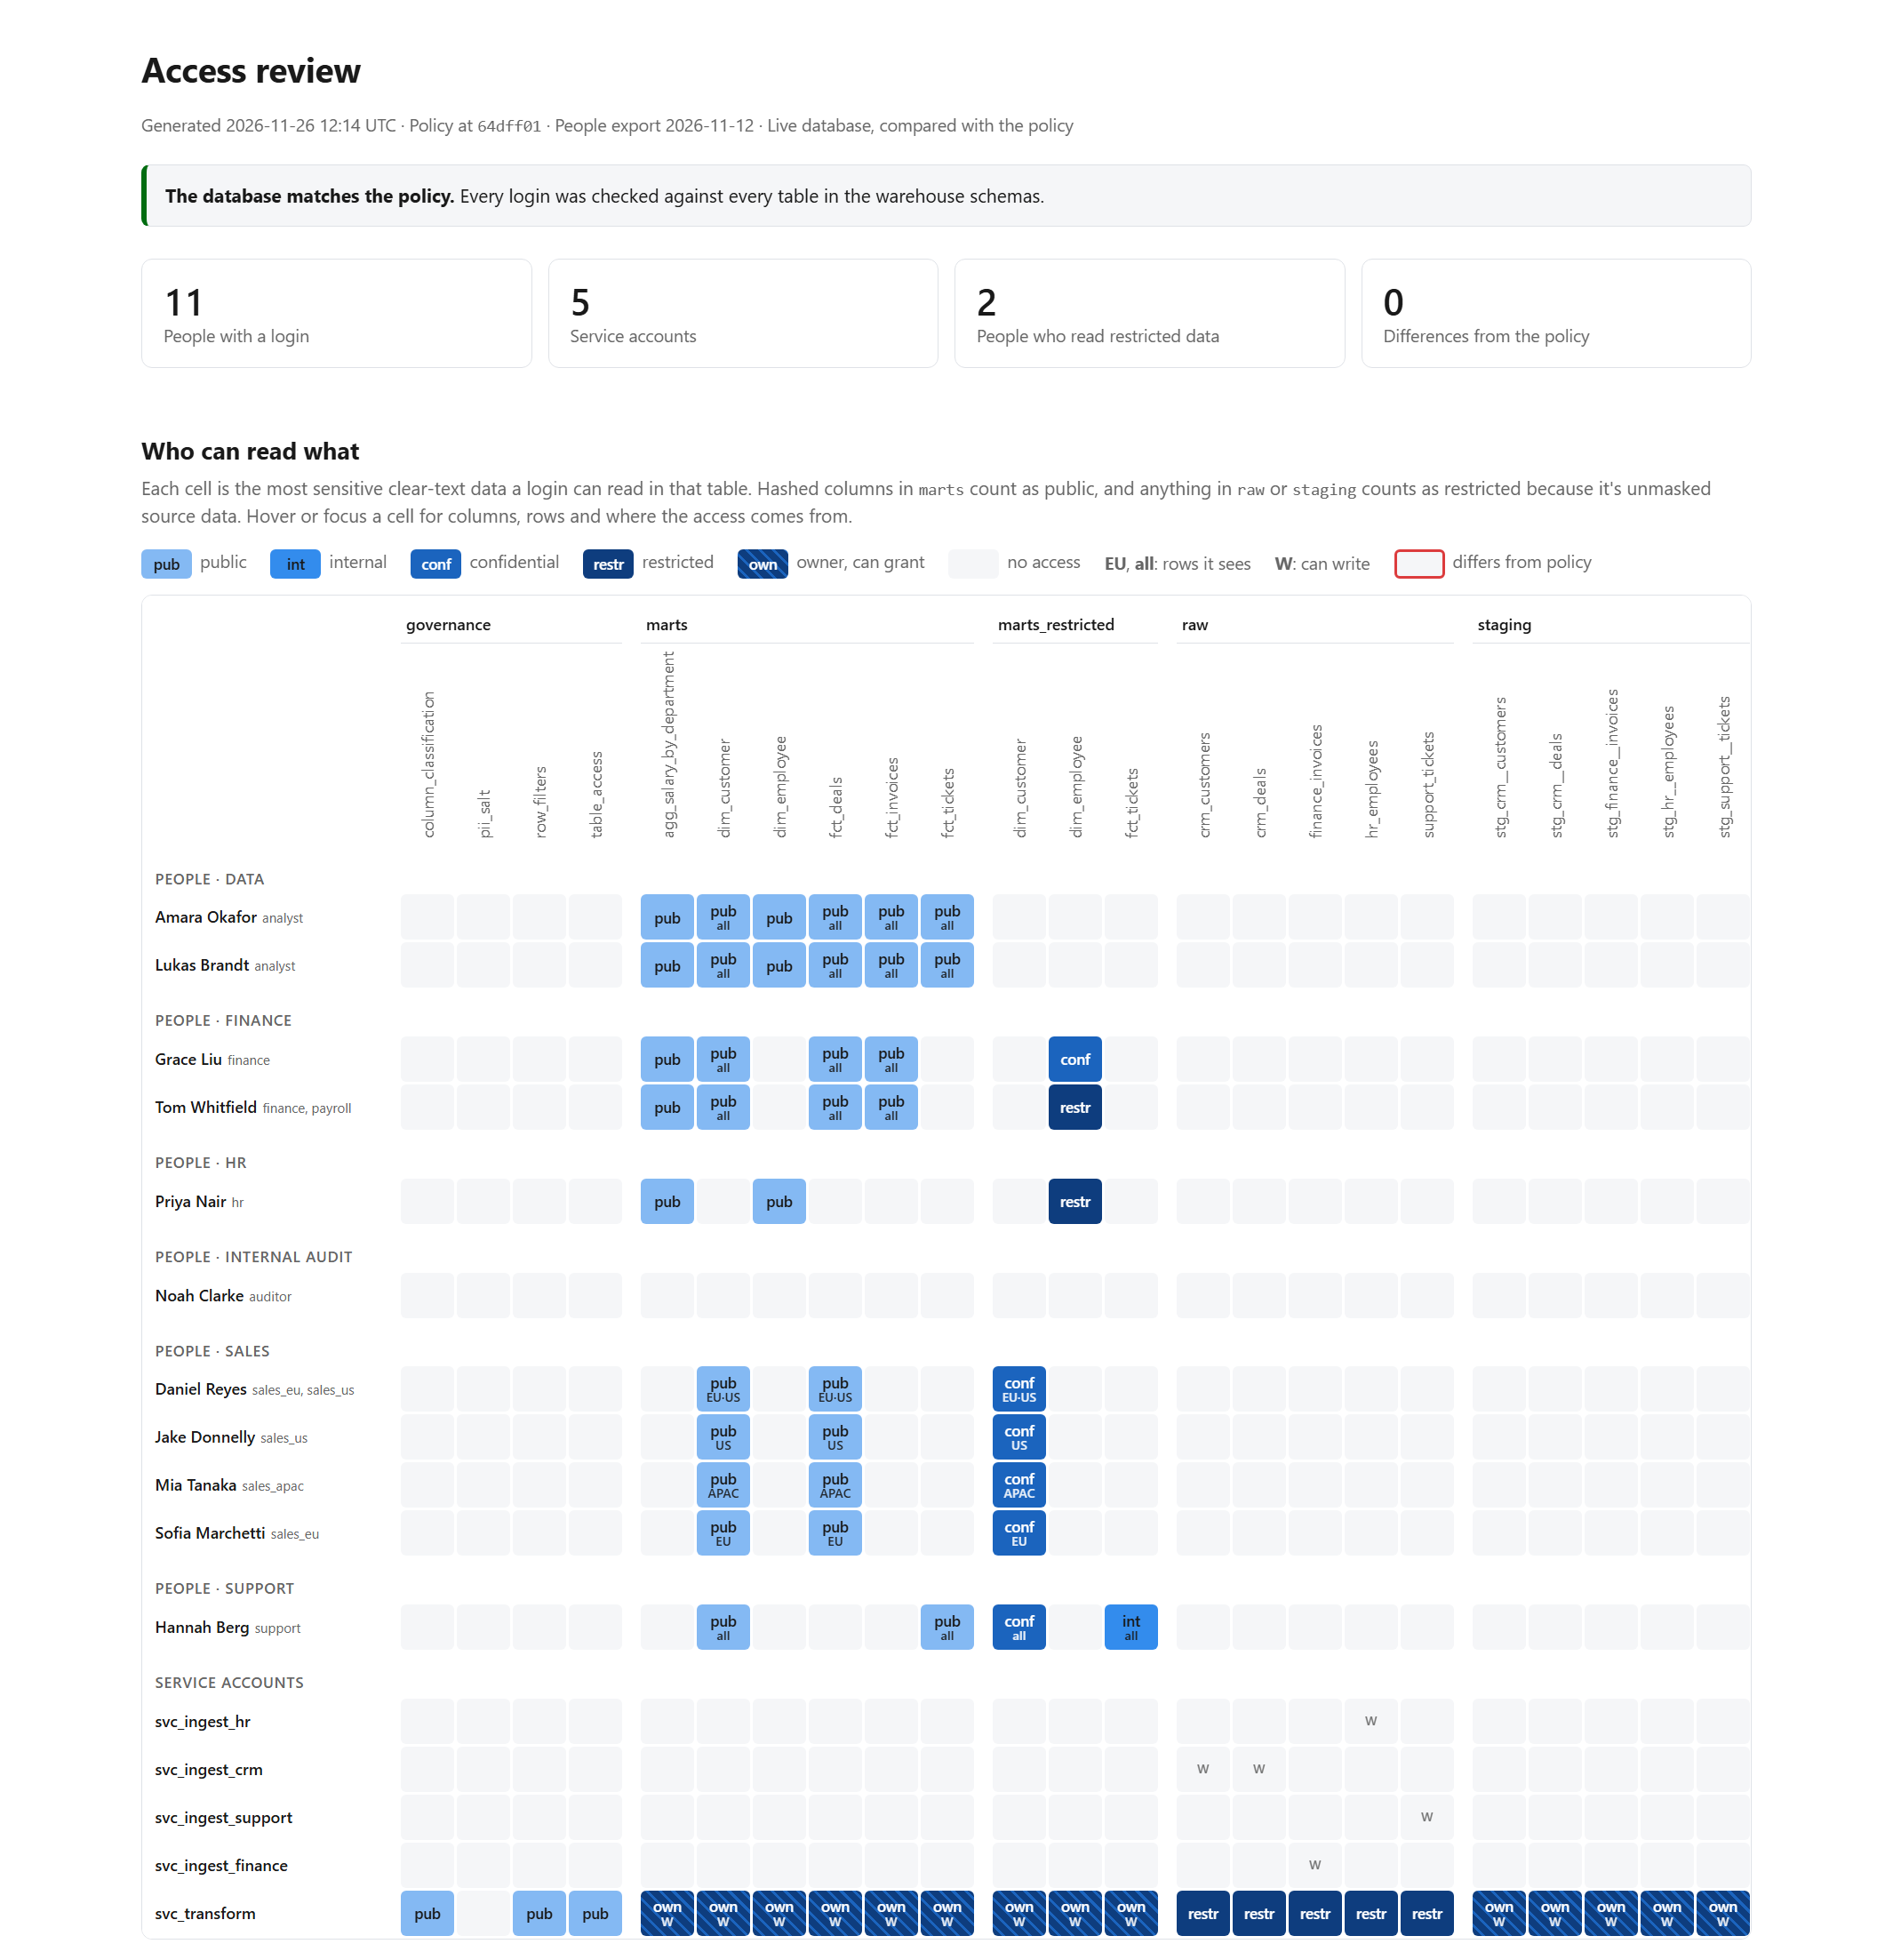 Access review
Generated 2026-11-26 12:14 UTC · Policy at 64dff01 · People export 2026-11-12 · Live database, compared with the policy
The database matches the policy. Every login was checked against every table in the warehouse schemas.
11
People with a login
5
Service accounts
2
People who read restricted data
0
Differences from the policy
Who can read what
Each cell is the most sensitive clear-text data a login can read in that table. Hashed columns in marts count as public, and anything in raw or staging counts as restricted because it's unmasked
source data. Hover or focus a cell for columns, rows and where the access comes from.
pub public int internal conf confidential restr restricted own owner, can grant no access EU, all: rows it sees W: can write differs from policy
governance marts marts_restricted raw staging
column_classification
pii_salt
row_filters
table_access
agg_salary_by_department
dim_customer
dim_employee
fct_deals
fct_invoices
fct_tickets
dim_customer
dim_employee
fct_tickets
crm_customers
crm_deals
finance_invoices
hr_employees
support_tickets
stg_crm__customers
stg_crm__deals
stg_finance__invoices
stg_hr__employees
stg_support__tickets
PEOPLE · DATA
Amara Okafor analyst pub pub all pub pub all pub all pub all
Lukas Brandt analyst pub pub all pub pub all pub all pub all
PEOPLE · FINANCE
Grace Liu finance pub pub all pub all pub all conf
Tom Whitfield finance, payroll pub pub all pub all pub all restr
PEOPLE · HR
Priya Nair hr pub pub restr
PEOPLE · INTERNAL AUDIT
Noah Clarke auditor
PEOPLE · SALES
Daniel Reyes sales_eu, sales_us pub EU·US pub EU·US conf EU·US
Jake Donnelly sales_us pub US pub US conf US
Mia Tanaka sales_apac pub APAC pub APAC conf APAC
Sofia Marchetti sales_eu pub EU pub EU conf EU
PEOPLE · SUPPORT
Hannah Berg support pub all pub all conf all int all
SERVICE ACCOUNTS
svc_ingest_hr W
svc_ingest_crm W W
svc_ingest_support W
svc_ingest_finance W
svc_transform pub pub pub own W own W own W own W own W own W own W own W own W restr restr restr restr restr own W own W own W own W own W